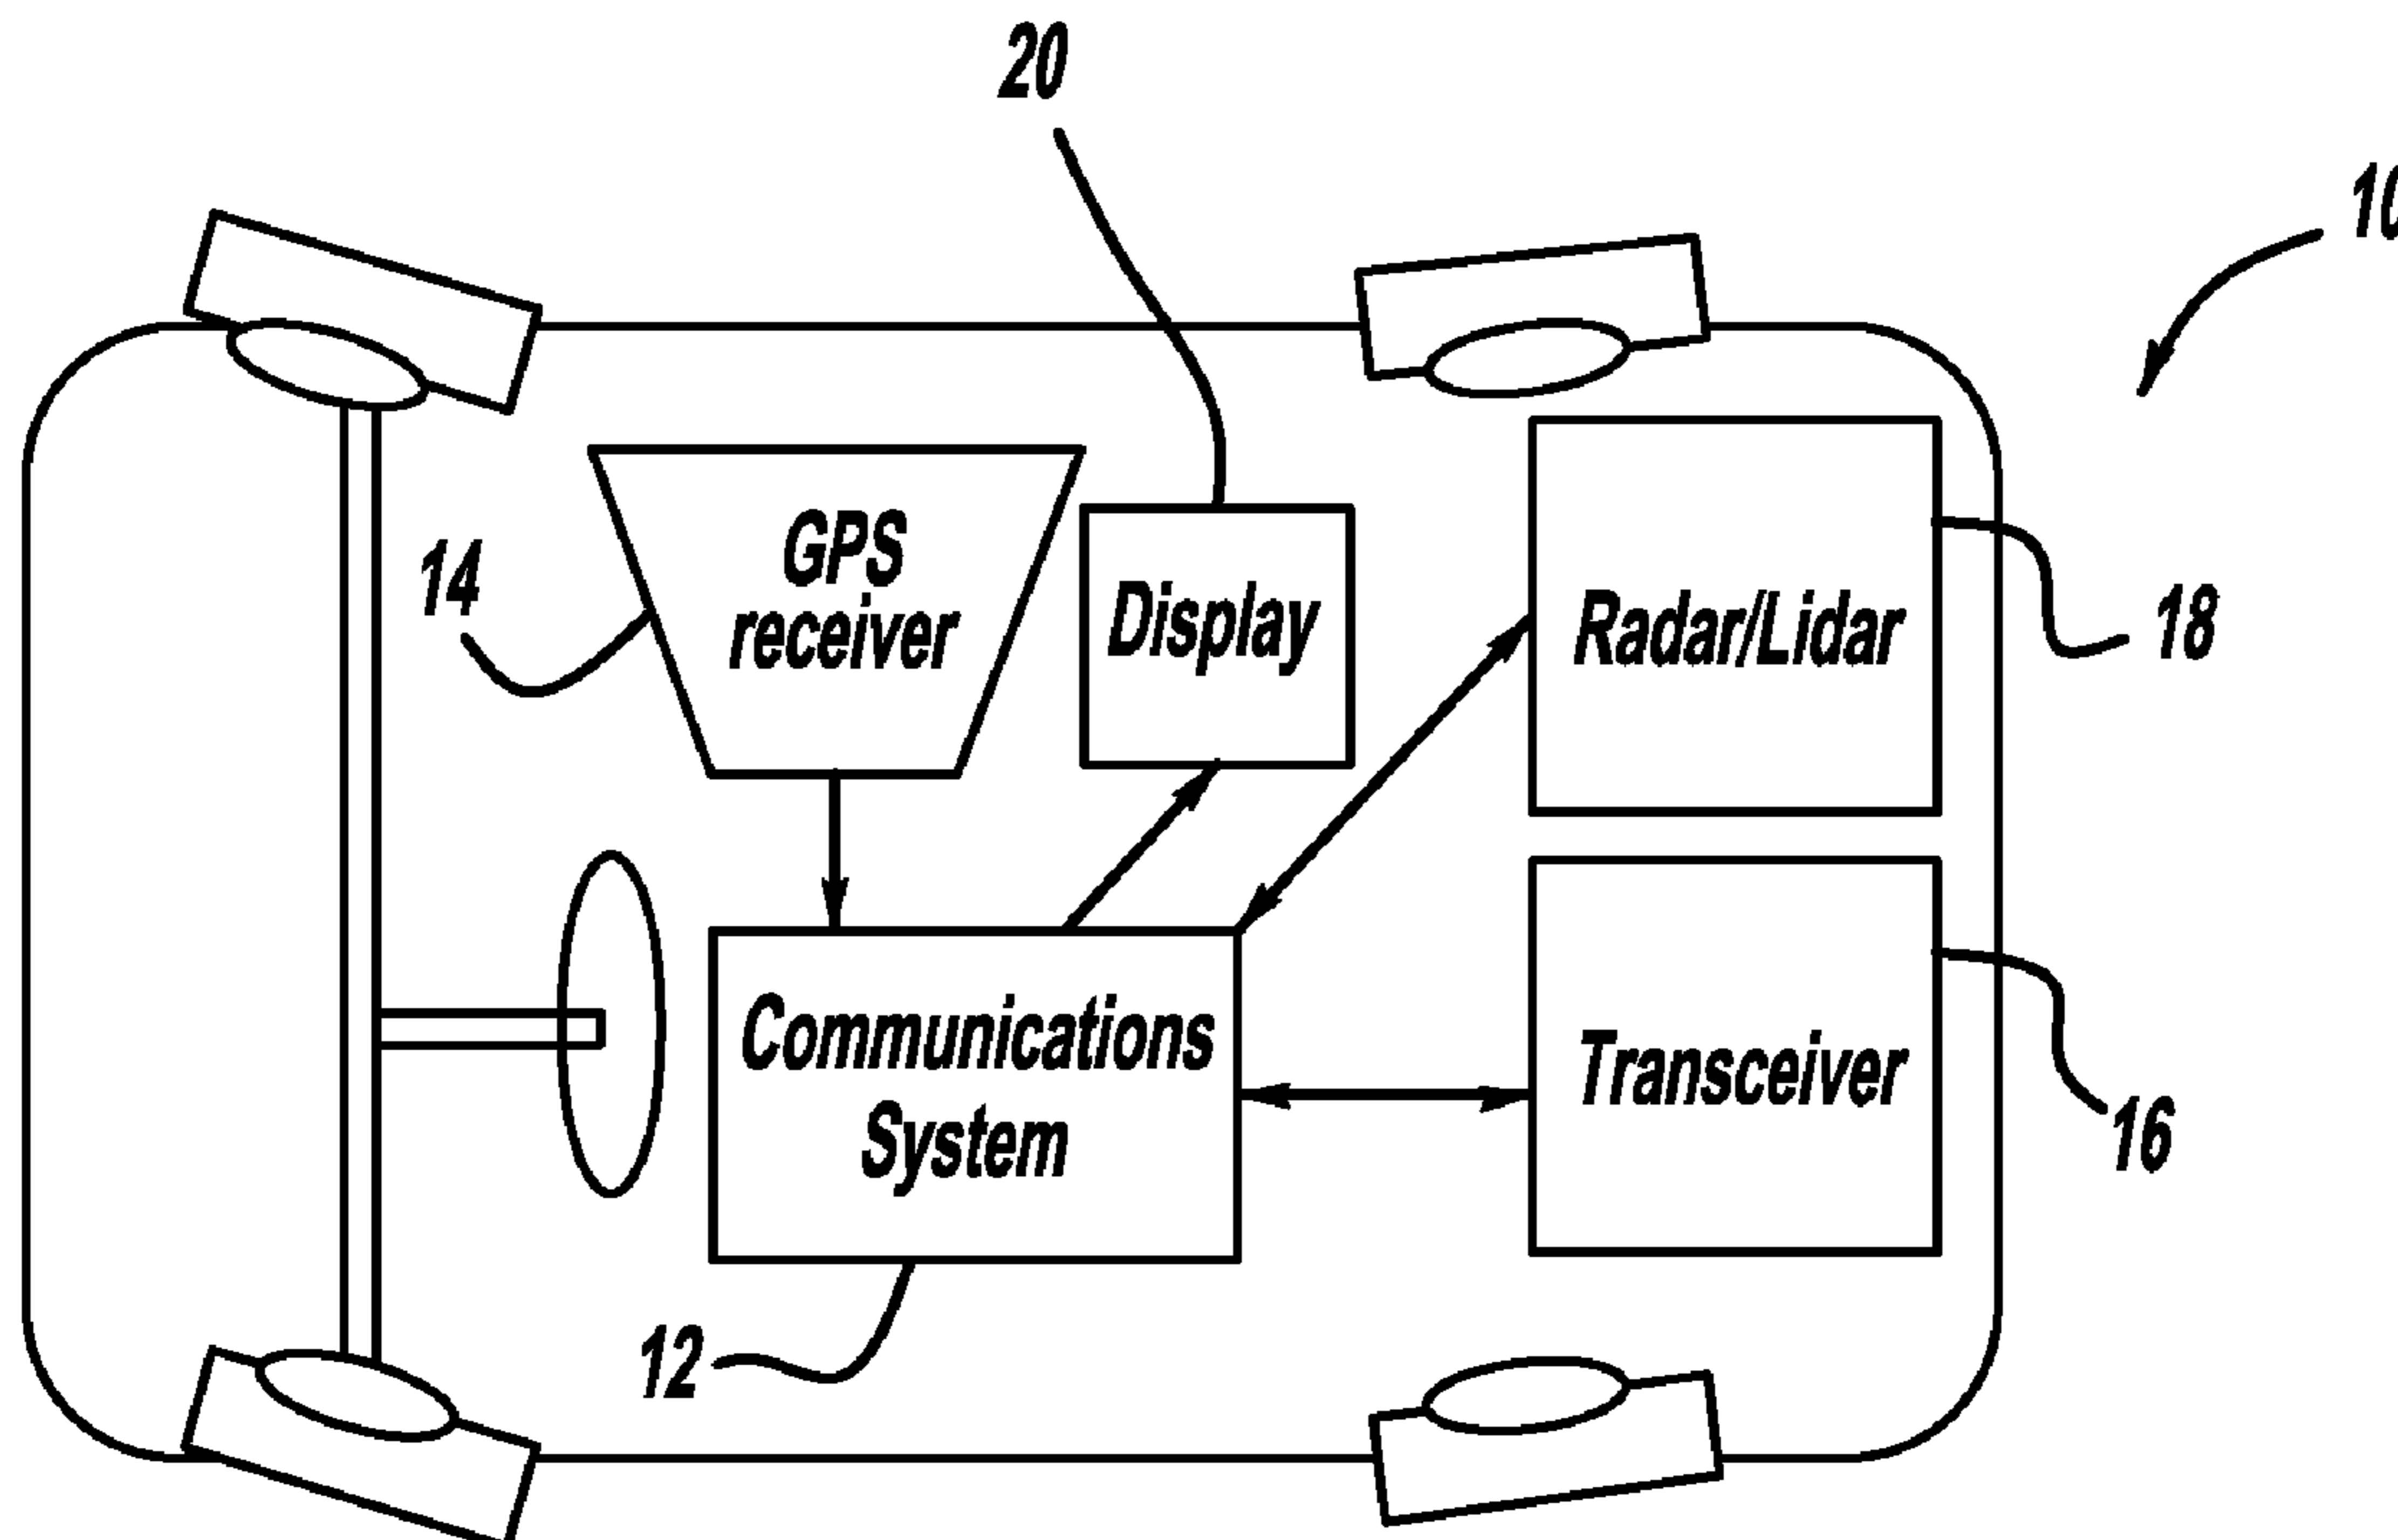 20
10
GPS
receiver
14
Display
Radar/Lidar
18
Communications
System
Transceiver
16
12